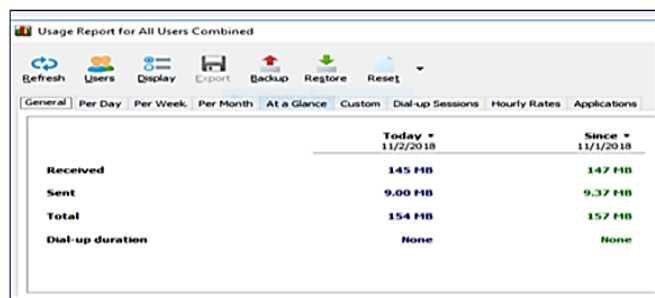 Usage Report for All Users Combined
Refresh Users Display Export Backup Restore Reset
General Per Day Per Week Per Month At a Glance Custom Dial-up Sessions Hourly Rates Applications
Today Since
11/2/2018 11/1/2018
Received 145 MB 147 MB
Sent 9.00 MB 9.37 MB
Total 154 MB 157 MB
Dial-up duration None None